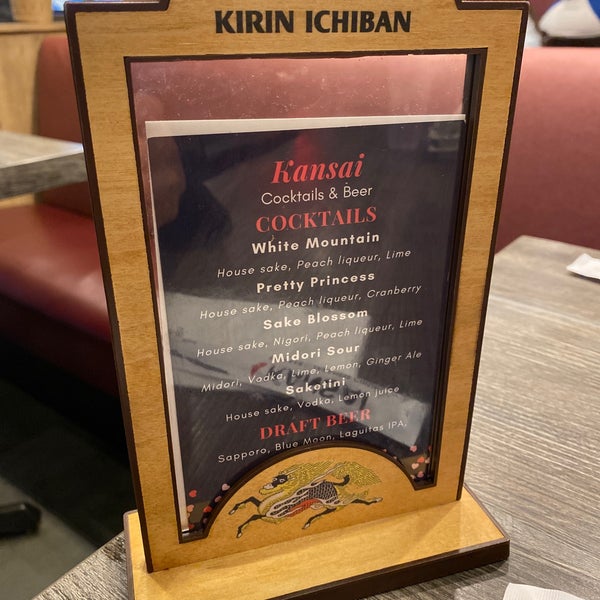 KIRIN ICHIBAN
Kansai
Cocktails & Beer
COCKTAILS
White Mountain
House sake, Peach liqueur, Lime
Pretty Princess
House sake, Peach liqueur, Cranberry
Sake Blossom
House sake, Nigori, Peach liqueur, Lime
Midori Sour
Midori, Vodka, Lime, Lemon, Ginger Ale
Saketini
House sake, Vodka, Lemon juice
DRAFT BEER
Sapporo, Blue Moon, Laguitas IPA,